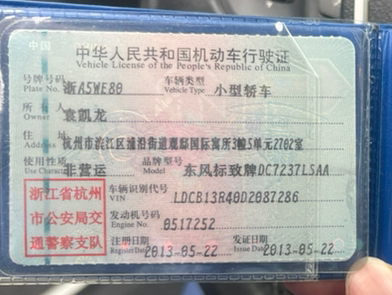 中国
中华人民共和国机动车行驶证
Vehicle License of the People's Republic of China
号牌号码 Plate No. 浙A5WE80 车辆类型 Vehicle Type 小型轿车
所有人 Owner 袁凯龙
住址 Address 杭州市滨江区浦沿街道观邸国际寓所3幢5单元2702室
使用性质 Use Character 非营运 品牌型号 Model 东风标致牌DC7237LSAA
车辆识别代号 VIN LDCB13R40D2087286
发动机号码 Engine No. 0517252
注册日期 Register Date 2013-05-22 发证日期 Issue Date 2013-05-22
浙江省杭州
市公安局交
通警察支队